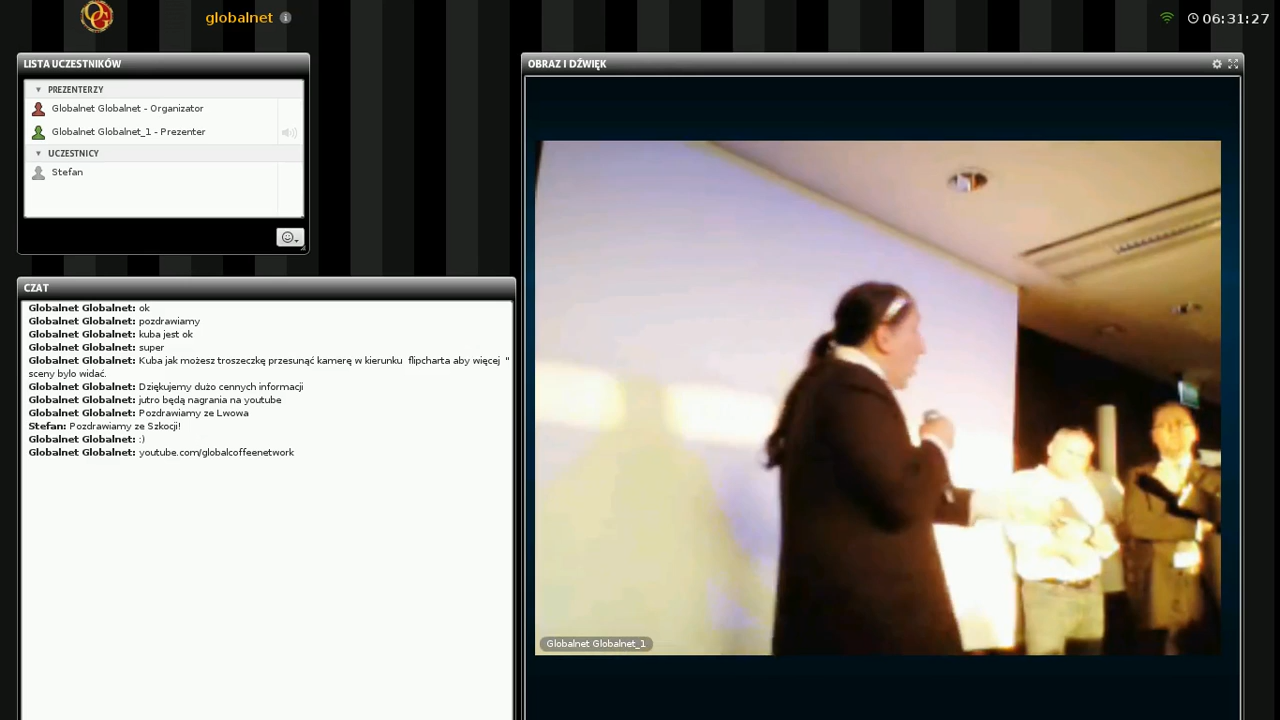 OG
globalnet
06:31:27
LISTA UCZESTNIKÓW
PREZENTERZY
Globalnet Globalnet - Organizator
Globalnet Globalnet_1 - Prezenter
UCZESTNICY
Stefan
CZAT
Globalnet Globalnet: ok
Globalnet Globalnet: pozdrawiamy
Globalnet Globalnet: kuba jest ok
Globalnet Globalnet: super
Globalnet Globalnet: Kuba jak możesz troszeczkę przesunąć kamerę w kierunku  flipcharta aby więcej  "
sceny bylo widać.
Globalnet Globalnet: Dziękujemy dużo cennych informacji
Globalnet Globalnet: jutro będą nagrania na youtube
Globalnet Globalnet: Pozdrawiamy ze Lwowa
Stefan: Pozdrawiamy ze Szkocji!
Globalnet Globalnet: :)
Globalnet Globalnet: youtube.com/globalcoffeenetwork
OBRAZ I DŹWIĘK
Globalnet Globalnet_1